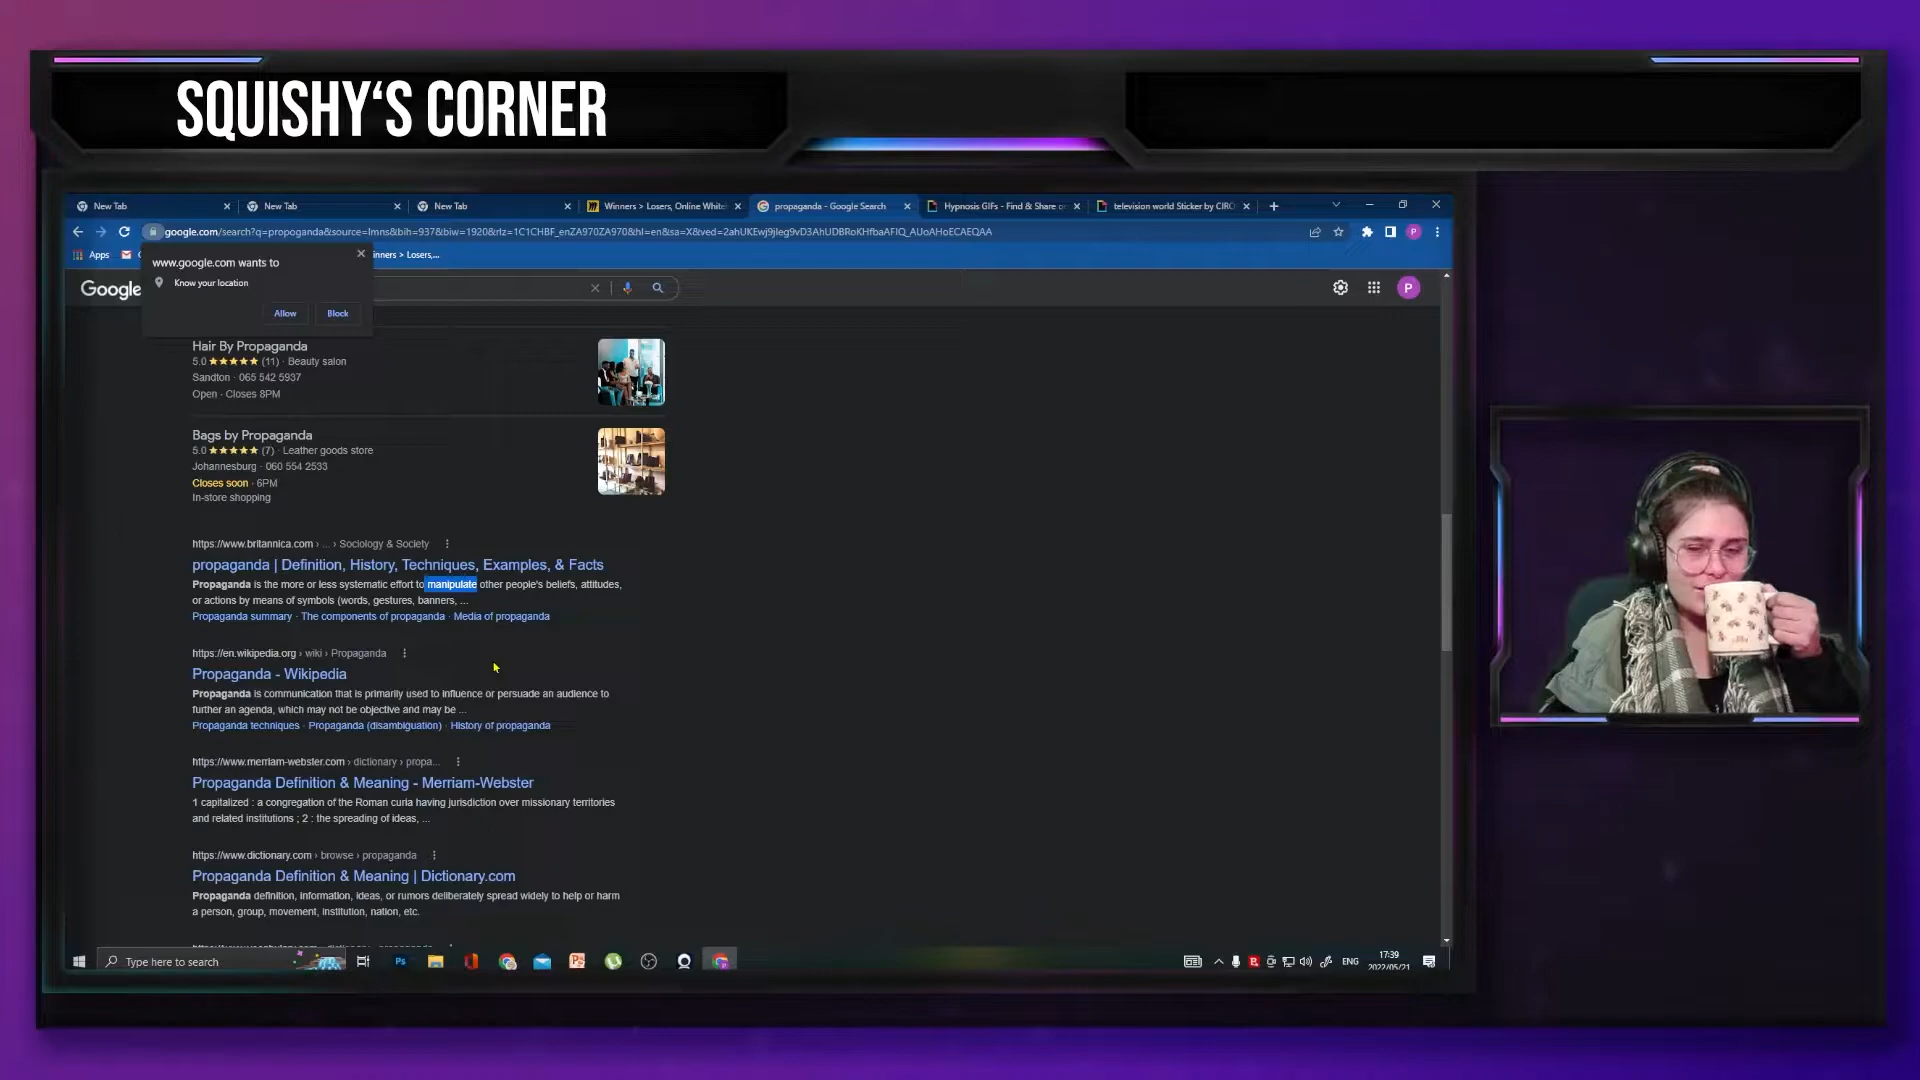 SQUISHY'S CORNER
New Tab
New Tab
New Tab
Winners > Losers, Online White
propaganda - Google Search
Hypnosis GIFs - Find & Share on
television world Sticker by CIRO
google.com/search?q=propoganda&source=lmns&bih=937&biw=1920&rlz=1C1CHBF_enZA970ZA970&hl=en&sa=X&ved=2ahUKEwj9jleg9vD3AhUDBRoKHfbaAFIQ_AUoAHoECAEQAA
P
Apps
inners > Losers,...
www.google.com wants to
Know your location
Allow
Block
Google
P
Hair By Propaganda
5.0 ★★★★★ (11) · Beauty salon
Sandton · 065 542 5937
Open · Closes 8PM
Bags by Propaganda
5.0 ★★★★★ (7) · Leather goods store
Johannesburg · 060 554 2533
Closes soon · 6PM
In-store shopping
https://www.britannica.com › ... › Sociology & Society
propaganda | Definition, History, Techniques, Examples, & Facts
Propaganda is the more or less systematic effort to manipulate other people's beliefs, attitudes,
or actions by means of symbols (words, gestures, banners, ...
Propaganda summary · The components of propaganda · Media of propaganda
https://en.wikipedia.org › wiki › Propaganda
Propaganda - Wikipedia
Propaganda is communication that is primarily used to influence or persuade an audience to
further an agenda, which may not be objective and may be ...
Propaganda techniques · Propaganda (disambiguation) · History of propaganda
https://www.merriam-webster.com › dictionary › propa...
Propaganda Definition & Meaning - Merriam-Webster
1 capitalized : a congregation of the Roman curia having jurisdiction over missionary territories
and related institutions ; 2 : the spreading of ideas, ...
https://www.dictionary.com › browse › propaganda
Propaganda Definition & Meaning | Dictionary.com
Propaganda definition, information, ideas, or rumors deliberately spread widely to help or harm
a person, group, movement, institution, nation, etc.
Type here to search
Ps
ENG
17:39
2022/05/21